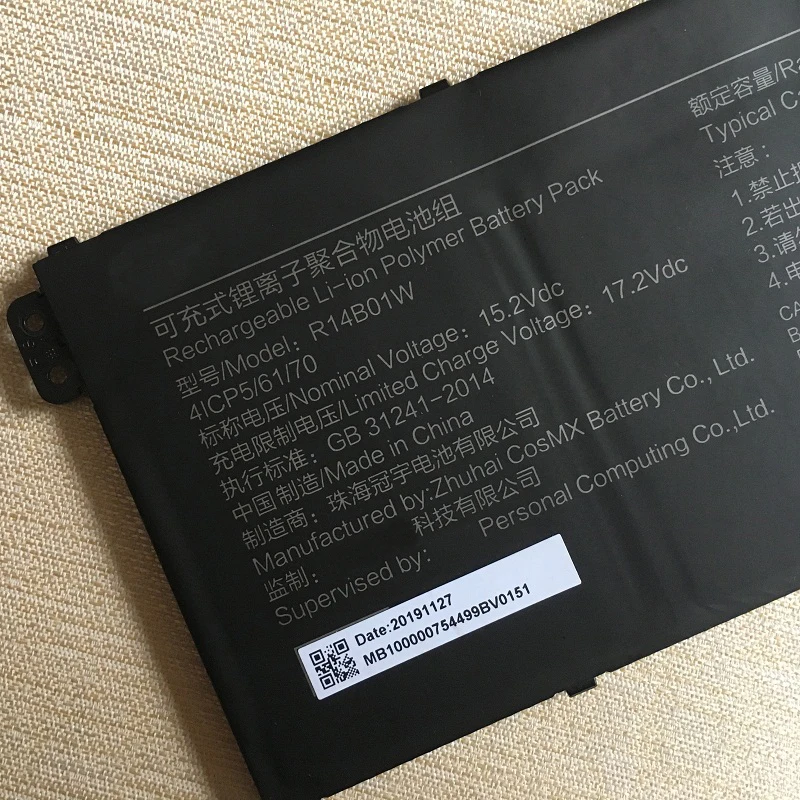 可充式锂离子聚合物电池组
Rechargeable Li-ion Polymer Battery Pack
型号/Model：R14B01W
4ICP5/61/70
标称电压/Nominal Voltage：15.2Vdc
充电限制电压/Limited Charge Voltage：17.2Vdc
执行标准：GB 31241-2014
中国制造/Made in China
制造商：珠海冠宇电池有限公司
Manufactured by:Zhuhai CosMX Battery Co., Ltd.
监制： 科技有限公司
Supervised by: Personal Computing Co.,Ltd.
Date:20191127
MB100000754499BV0151
额定容量/Ra
Typical Ca
注意：
1.禁止
2.若出
3.请
4.电
CA